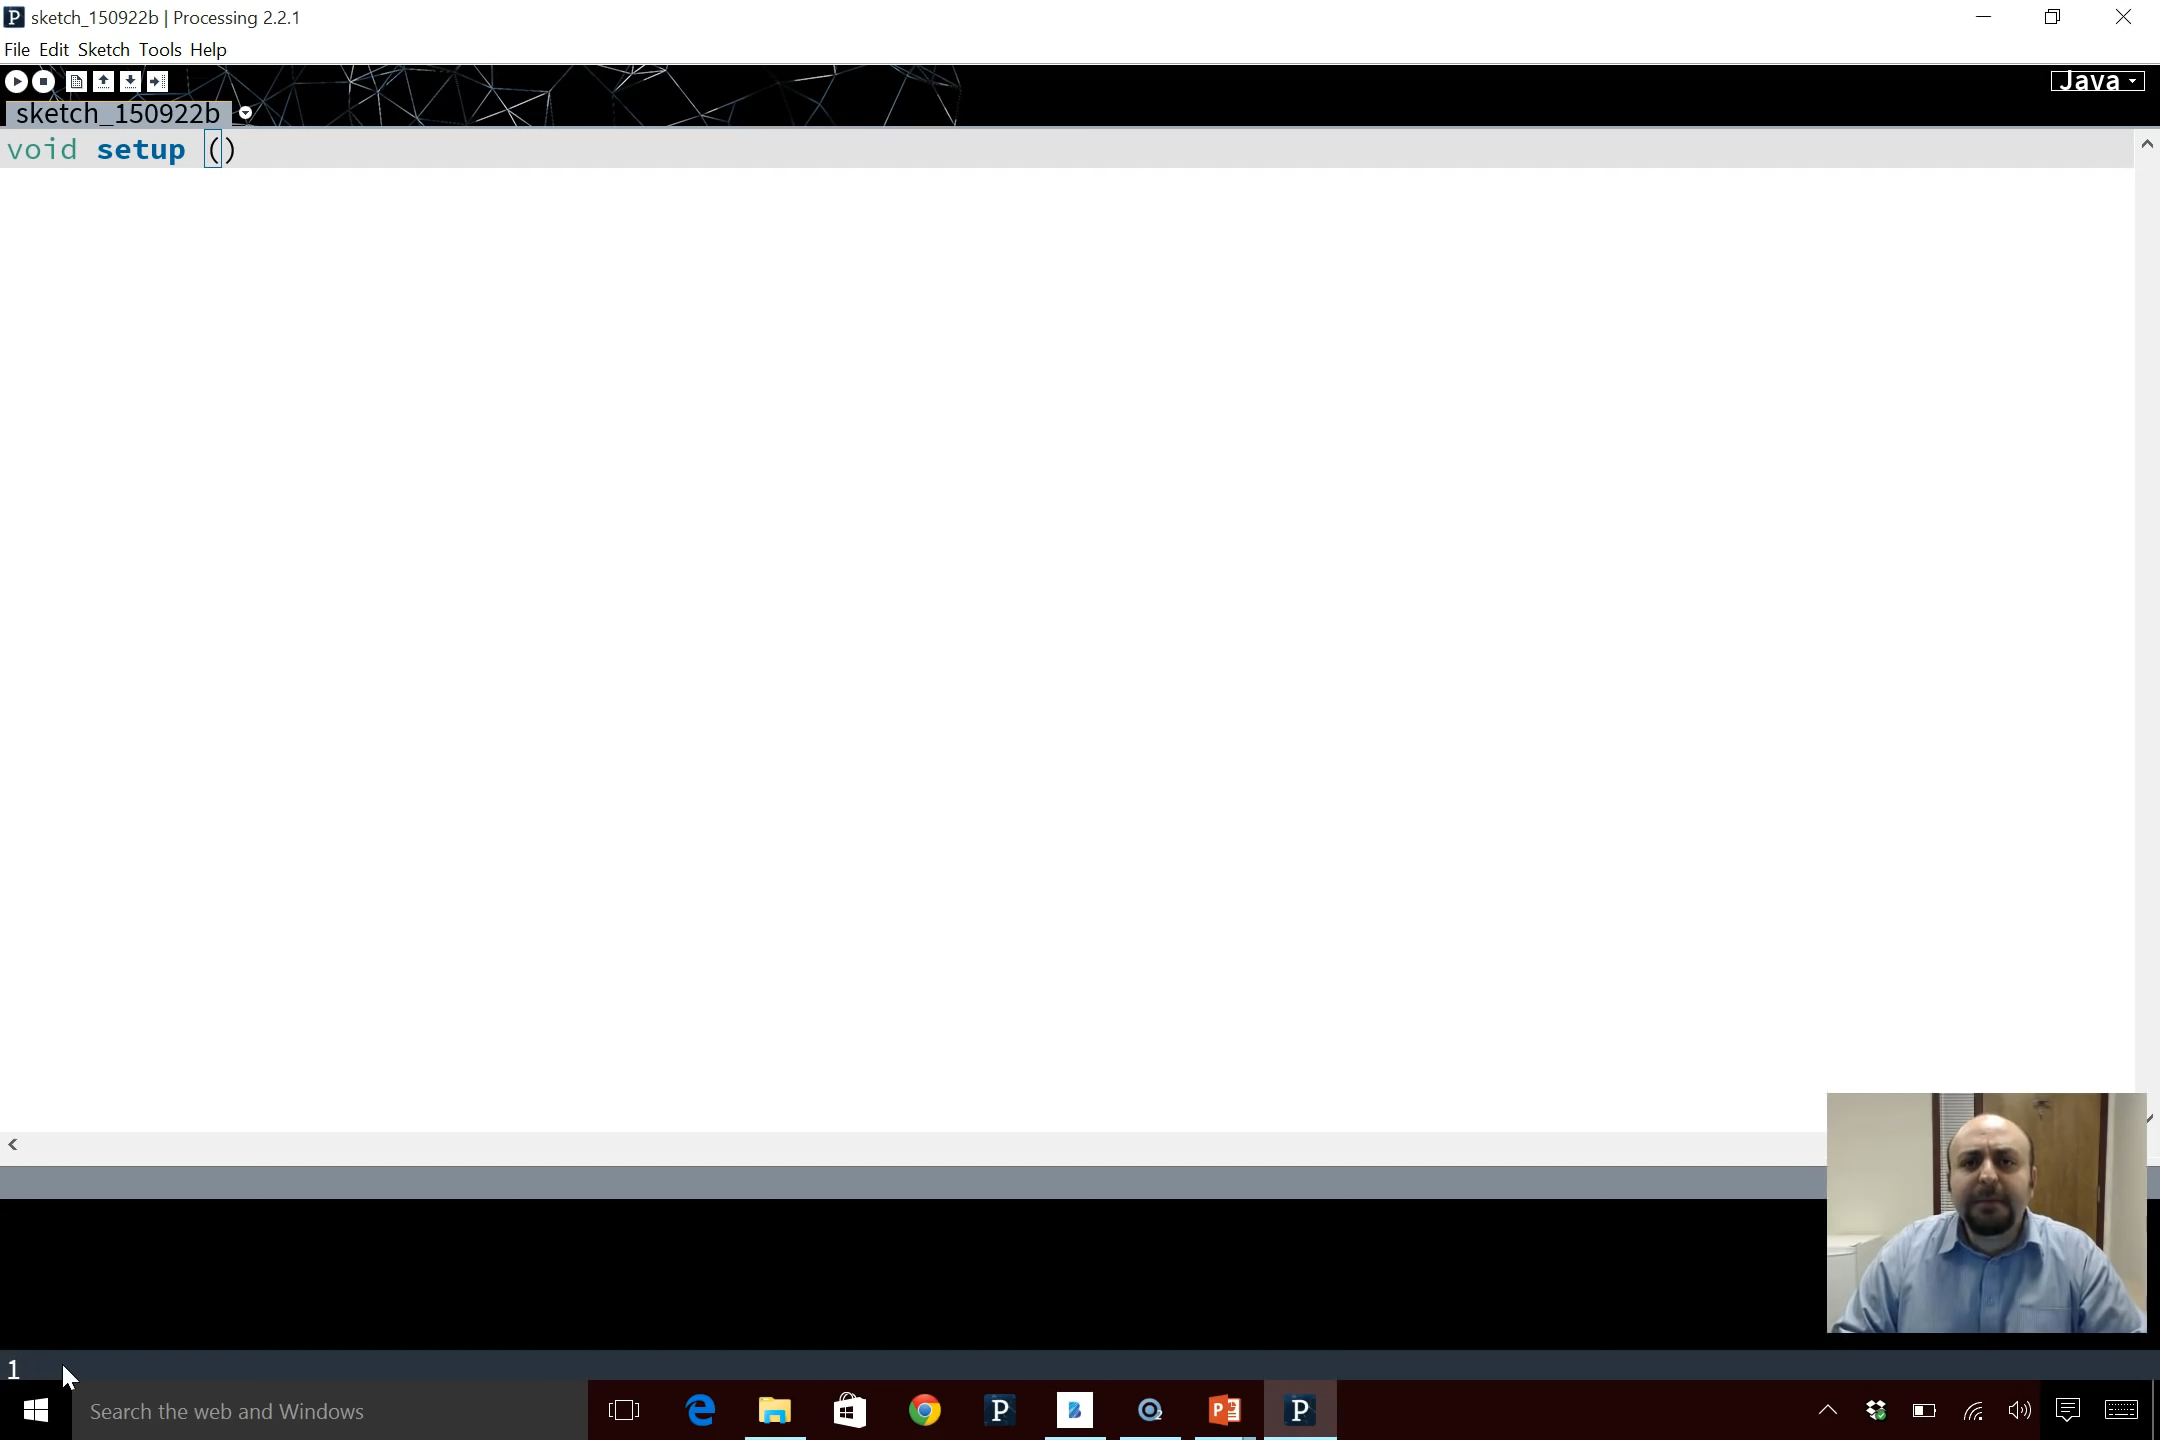 sketch_150922b | Processing 2.2.1
File Edit Sketch Tools Help
Java
sketch_150922b
void setup ()
1
Search the web and Windows